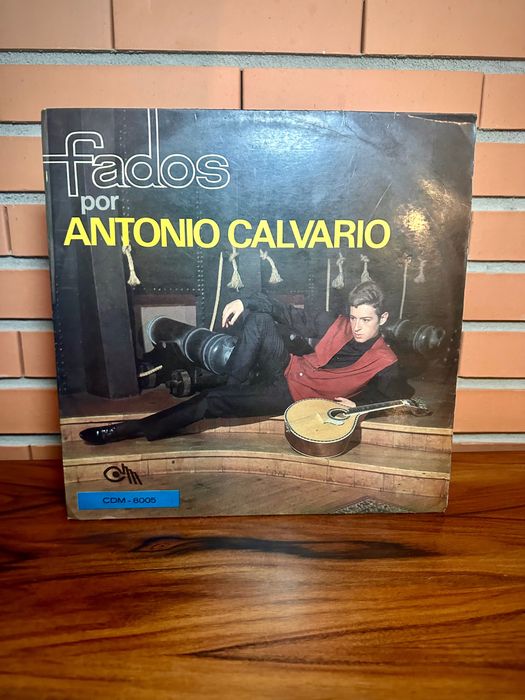 fados
por
ANTONIO CALVARIO
CDM - 6005